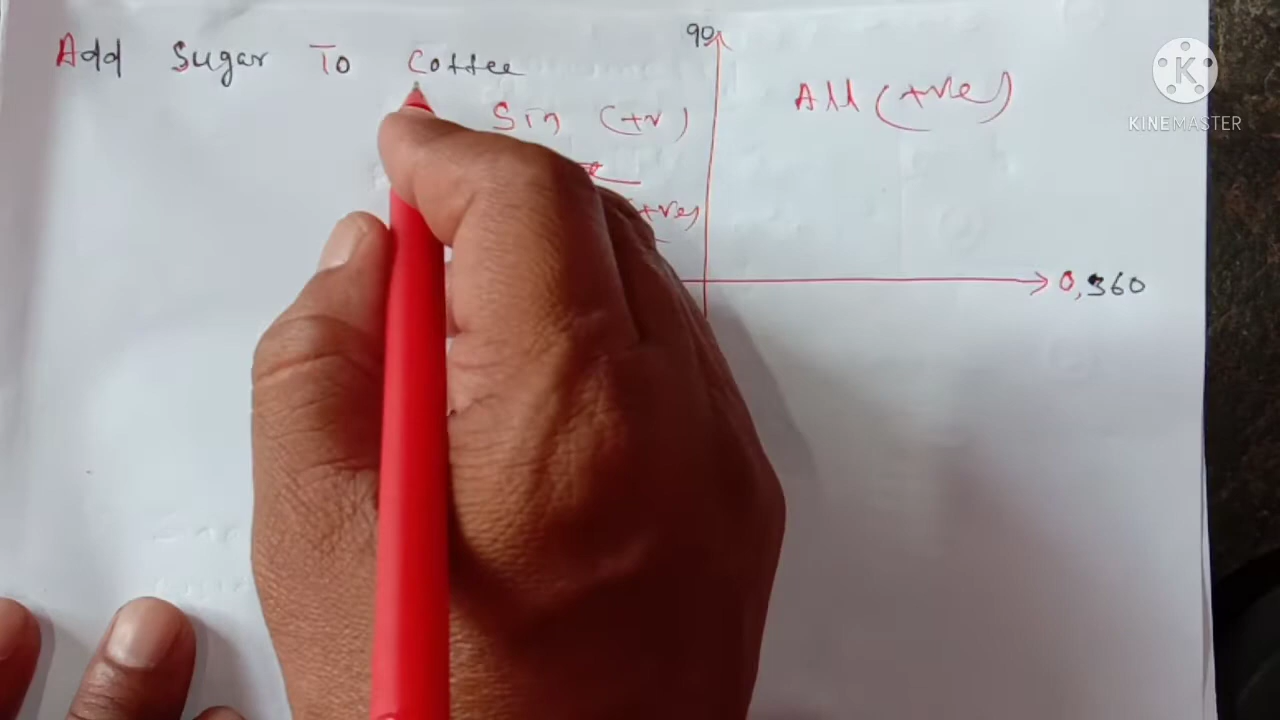 Add Sugar To Coffee
90
All (+ve)
Sin (+v)
+ve)
0, 360
K
KINEMASTER